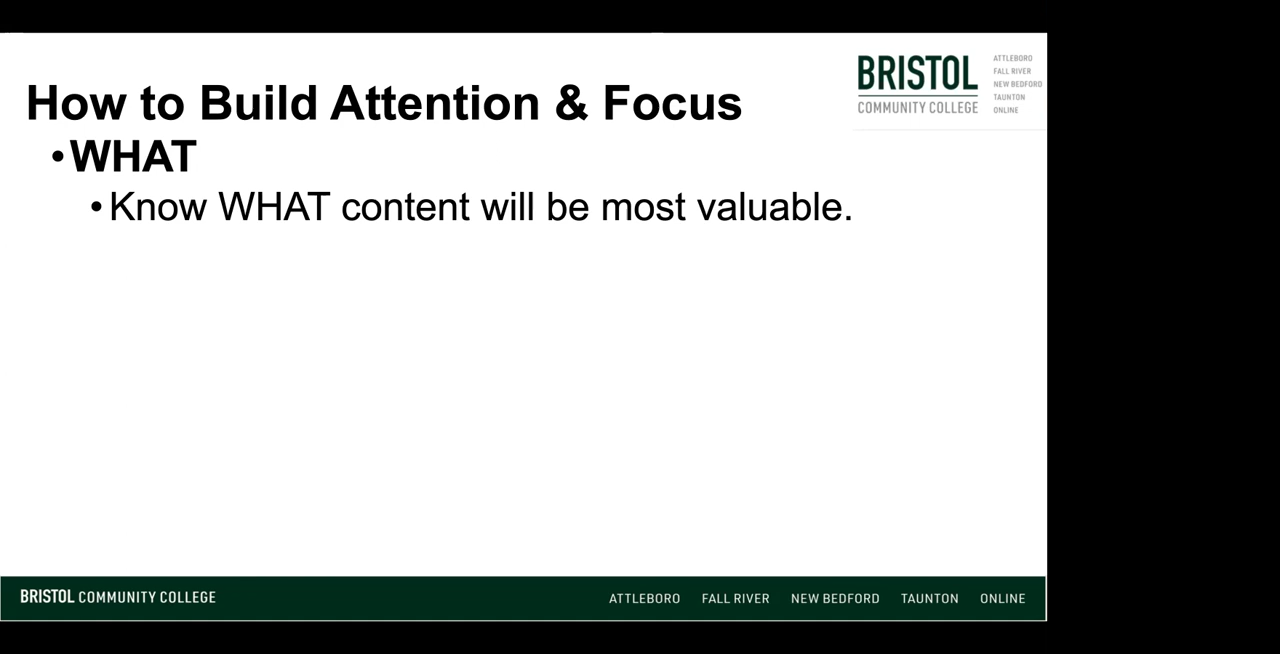 How to Build Attention & Focus
•WHAT
•Know WHAT content will be most valuable.
BRISTOL
COMMUNITY COLLEGE
ATTLEBORO
FALL RIVER
NEW BEDFORD
TAUNTON
ONLINE
BRISTOL COMMUNITY COLLEGE
ATTLEBORO FALL RIVER NEW BEDFORD TAUNTON ONLINE